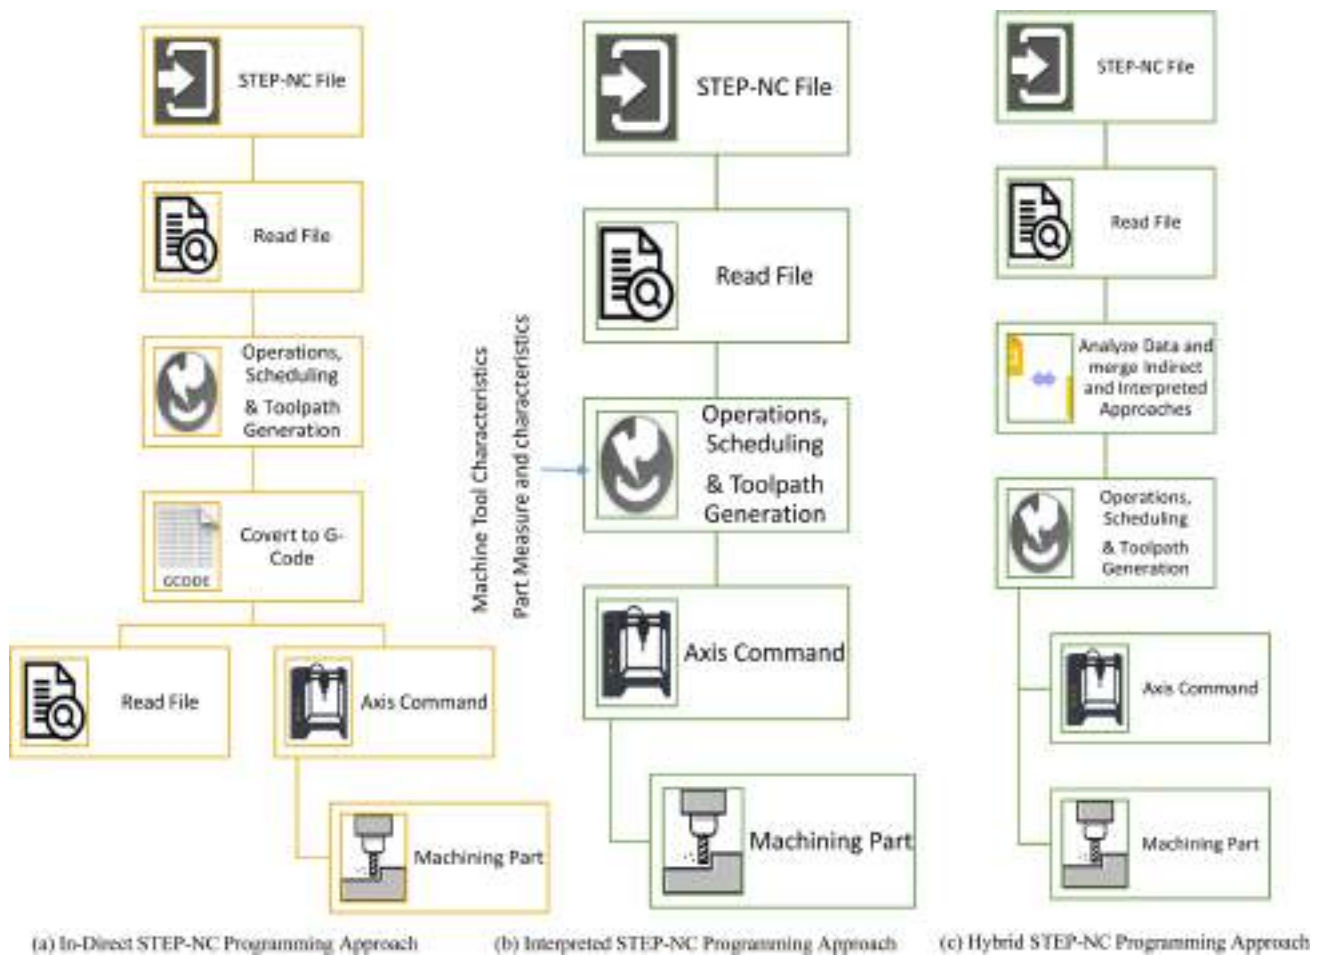 STEP-NC File
Read File
Operations,
Scheduling
& Toolpath
Generation
Covert to G-
Code
GCODE
Read File
Axis Command
Machining Part
(a) In-Direct STEP-NC Programming Approach
STEP-NC File
Read File
Machine Tool Characteristics
Part Measure and characteristics
Operations,
Scheduling
& Toolpath
Generation
Axis Command
Machining Part
(b) Interpreted STEP-NC Programming Approach
STEP-NC File
Read File
Analyze Data and
merge Indirect
and Interpreted
Approaches
Operations,
Scheduling
& Toolpath
Generation
Axis Command
Machining Part
(c) Hybrid STEP-NC Programming Approach